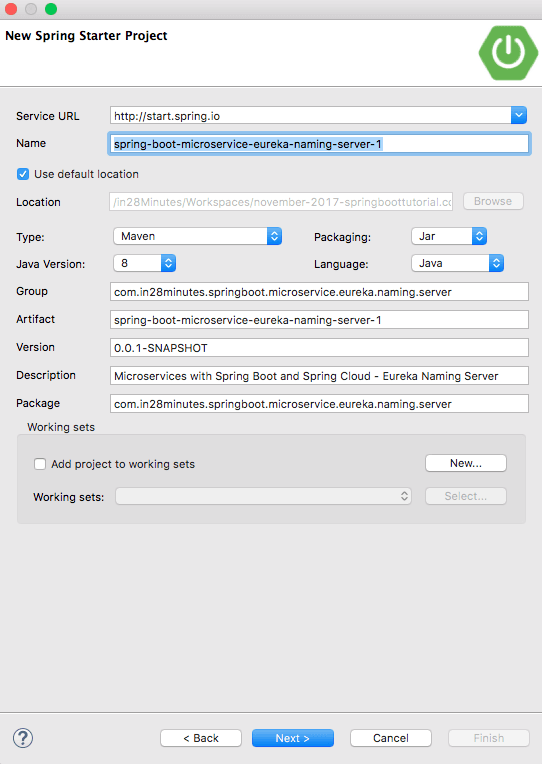 New Spring Starter Project
Service URL http://start.spring.io
Name spring-boot-microservice-eureka-naming-server-1
Use default location
Location /in28Minutes/Workspaces/november-2017-springboottutorial.cc Browse
Type: Maven Packaging: Jar
Java Version: 8 Language: Java
Group com.in28minutes.springboot.microservice.eureka.naming.server
Artifact spring-boot-microservice-eureka-naming-server-1
Version 0.0.1-SNAPSHOT
Description Microservices with Spring Boot and Spring Cloud - Eureka Naming Server
Package com.in28minutes.springboot.microservice.eureka.naming.server
Working sets
Add project to working sets New...
Working sets: Select...
? < Back Next > Cancel Finish